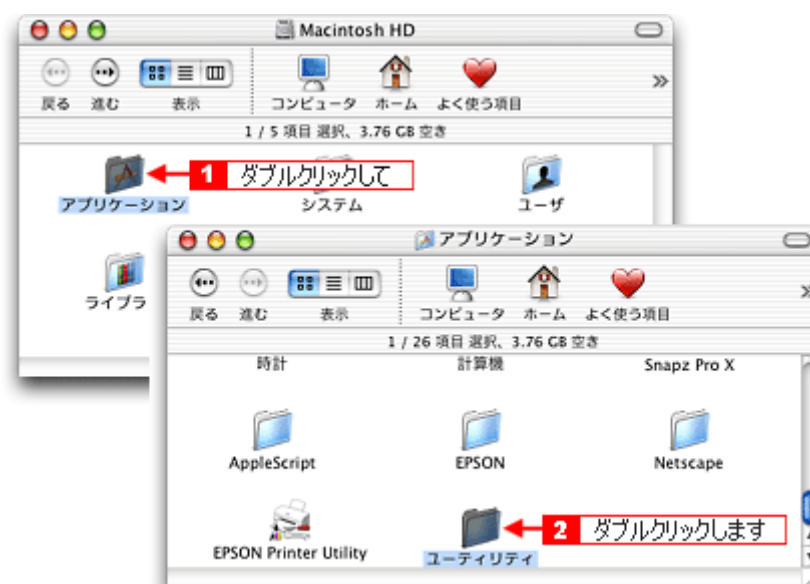 Macintosh HD
戻る 進む 表示 コンピュータ ホーム よく使う項目
1 / 5 項目 選択、3.76 GB 空き
1 ダブルクリックして
アプリケーション システム ユーザ
ライブラ
アプリケーション
戻る 進む 表示 コンピュータ ホーム よく使う項目
1 / 26 項目 選択、3.76 GB 空き
時計 計算機 Snapz Pro X
AppleScript EPSON Netscape
2 ダブルクリックします
EPSON Printer Utility ユーティリティ